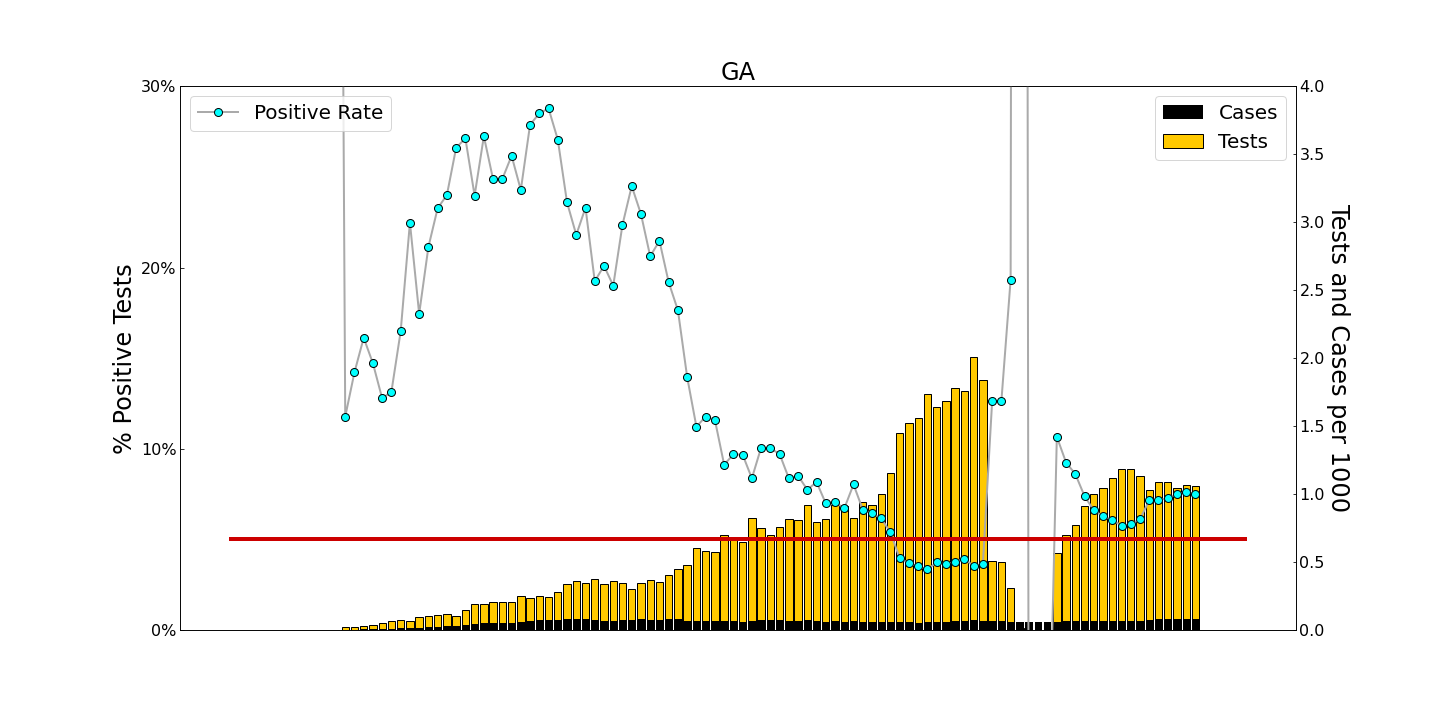 GA
30%
20%
10%
0%
% Positive Tests
Positive Rate
Cases
Tests
4.0
3.5
3.0
2.5
2.0
1.5
1.0
0.5
0.0
Tests and Cases per 1000